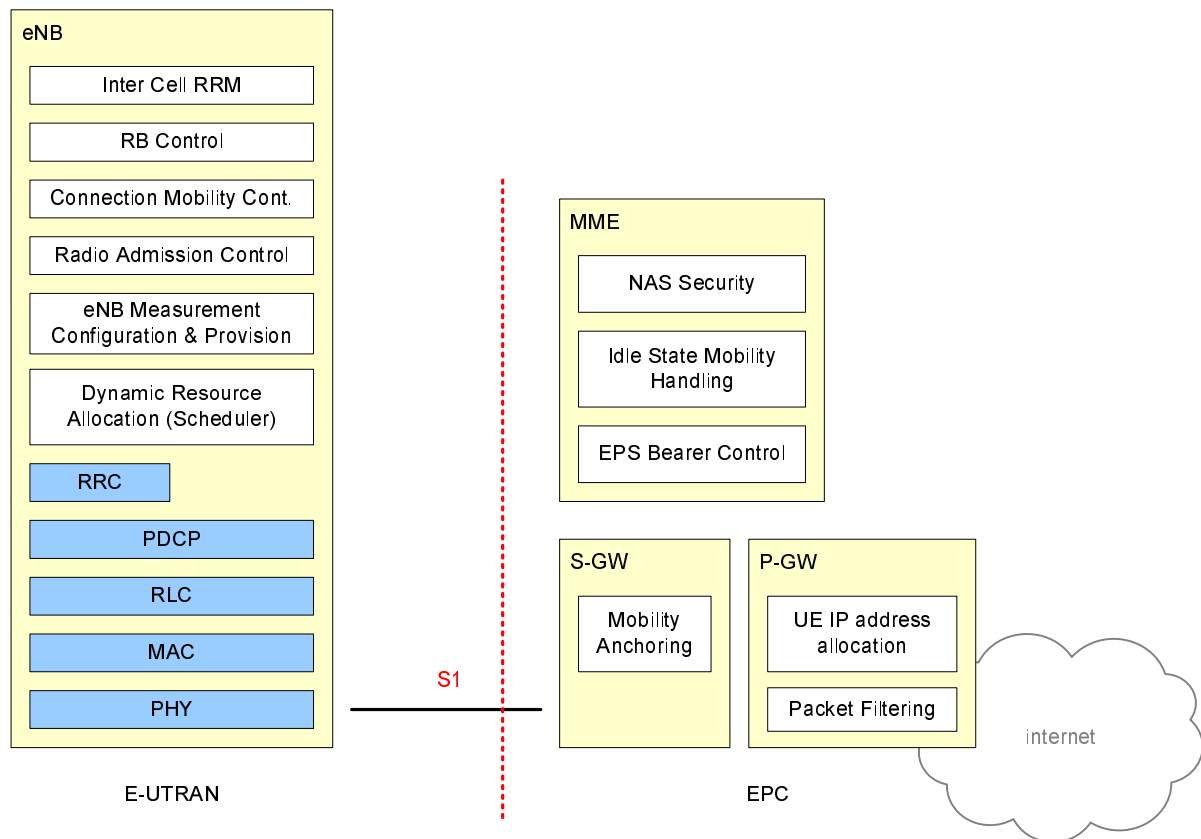 eNB
Inter Cell RRM
RB Control
Connection Mobility Cont.
Radio Admission Control
eNB Measurement
Configuration & Provision
Dynamic Resource
Allocation (Scheduler)
RRC
PDCP
RLC
MAC
PHY
E-UTRAN
S1
MME
NAS Security
Idle State Mobility
Handling
EPS Bearer Control
S-GW
Mobility
Anchoring
P-GW
UE IP address
allocation
Packet Filtering
internet
EPC